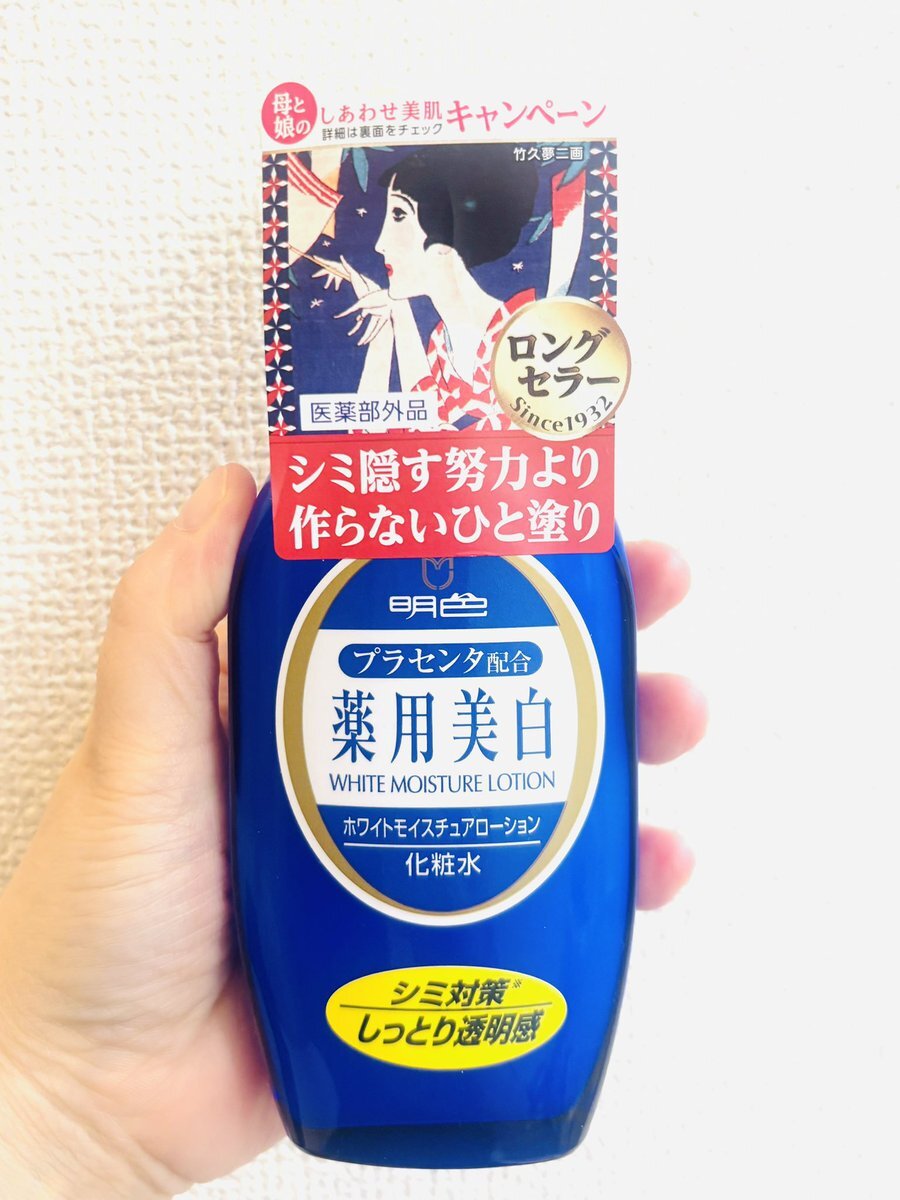 母と
娘の
しあわせ美肌
詳細は裏面をチェック
キャンペーン
竹久夢二画
ロング
セラー
Since1932
医薬部外品
シミ隠す努力より
作らないひと塗り
明色
プラセンタ配合
薬用美白
WHITE MOISTURE LOTION
ホワイトモイスチュアローション
化粧水
シミ対策※
しっとり透明感